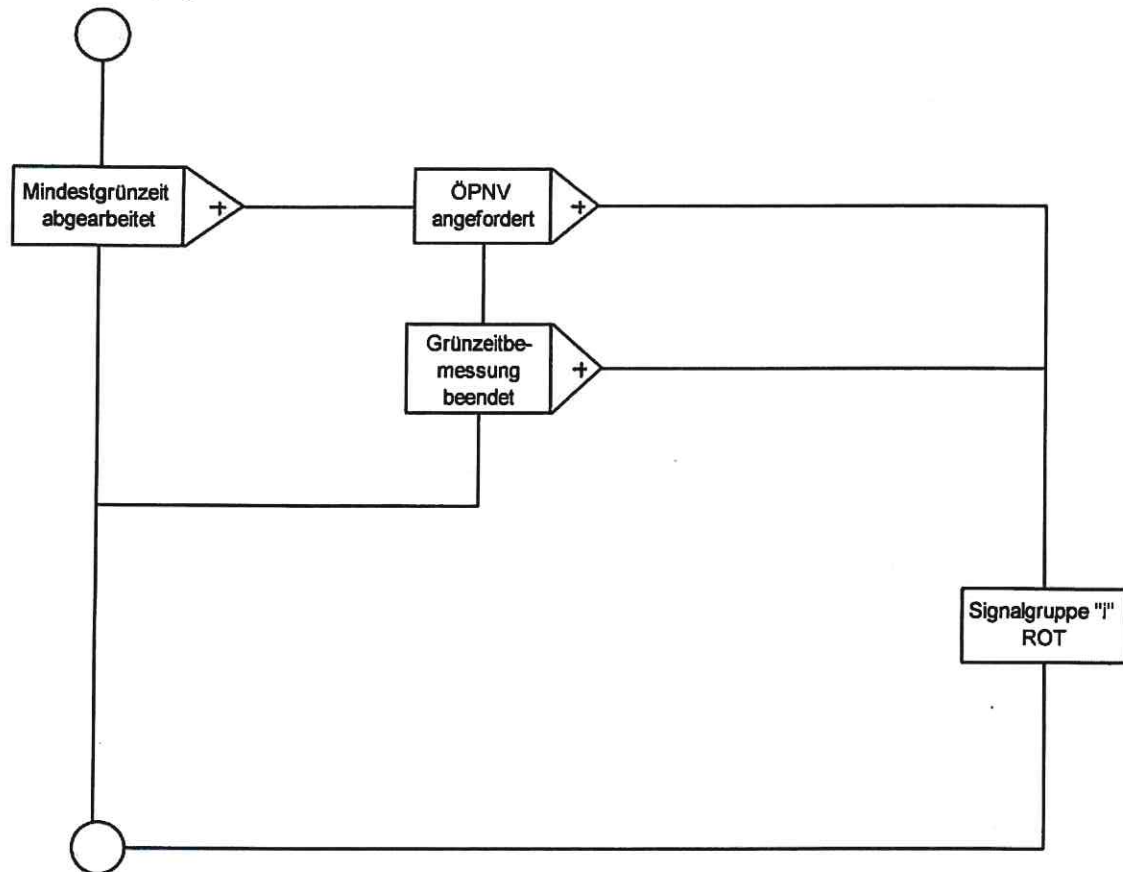 Mindestgrünzeit
abgearbeitet
+
ÖPNV
angefordert
+
Grünzeitbe-
messung
beendet
+
Signalgruppe "i"
ROT